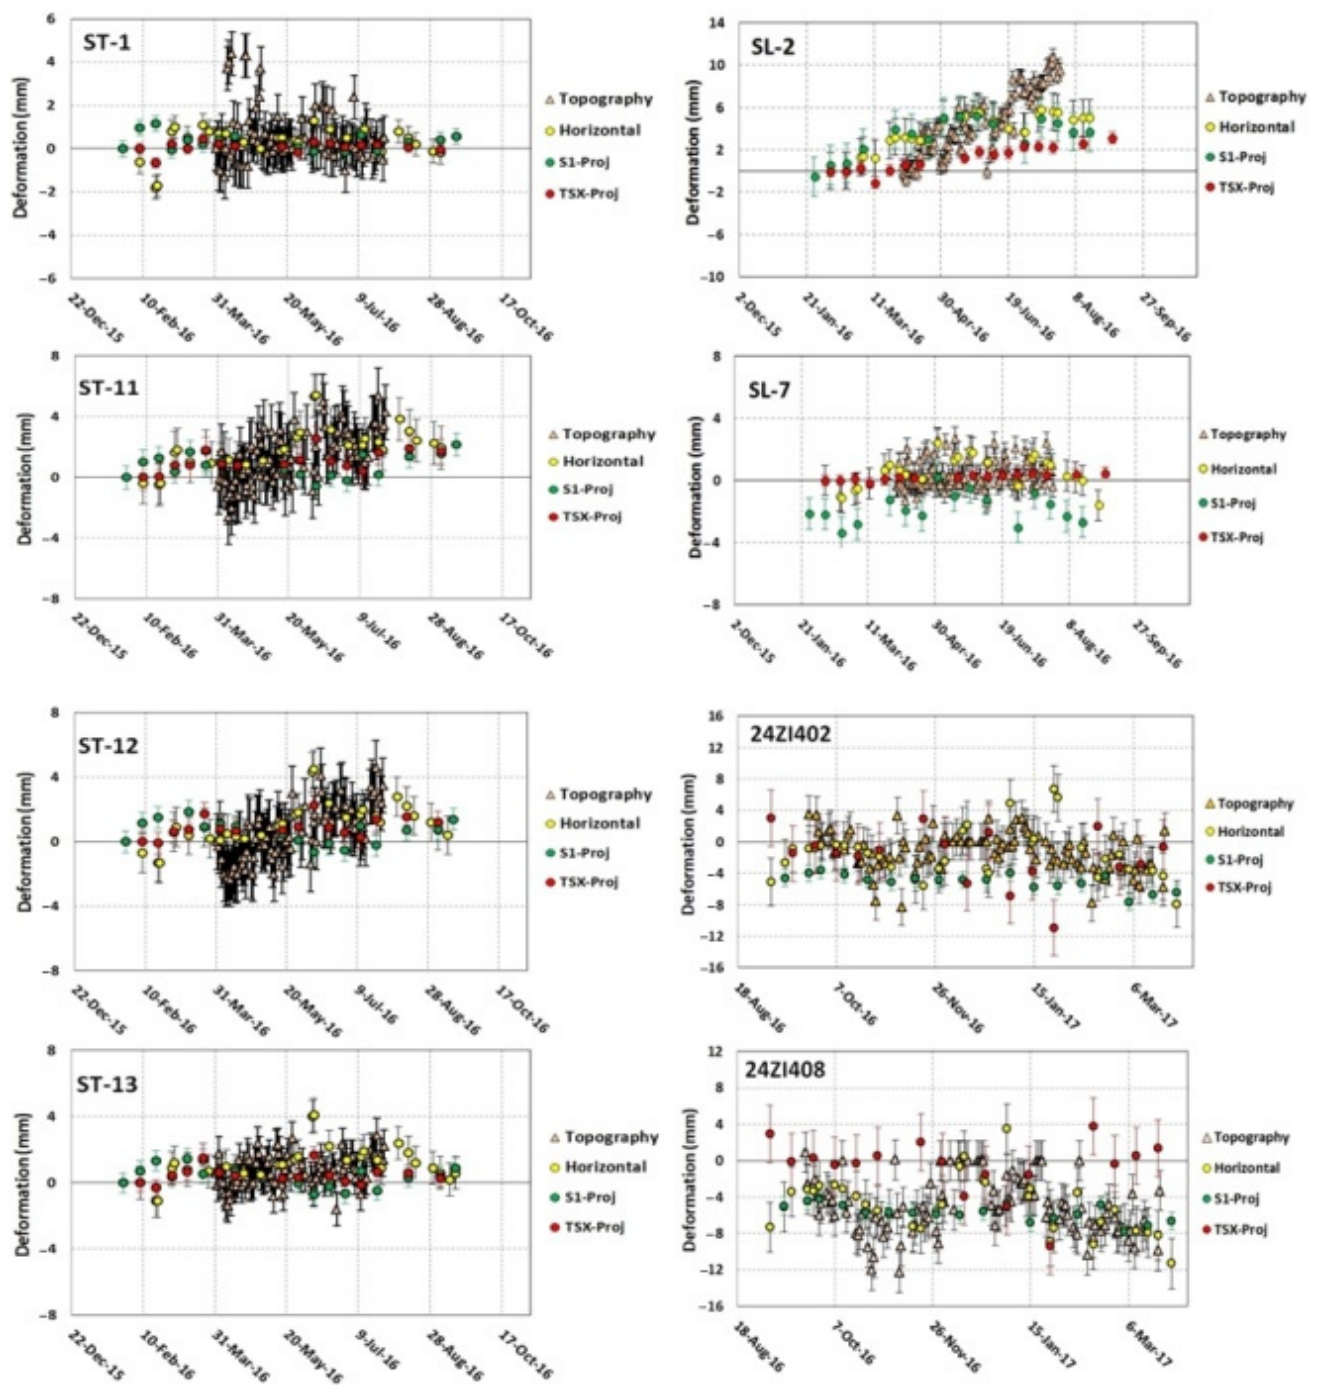 ST-1
Deformation (mm)
6
4
2
0
−2
−4
−6
22-Dec-15
10-Feb-16
31-Mar-16
20-May-16
9-Jul-16
28-Aug-16
17-Oct-16
Topography
Horizontal
S1-Proj
TSX-Proj
SL-2
Deformation (mm)
14
10
6
2
−2
−6
−10
2-Dec-15
21-Jan-16
11-Mar-16
30-Apr-16
19-Jun-16
8-Aug-16
27-Sep-16
Topography
Horizontal
S1-Proj
TSX-Proj
ST-11
Deformation (mm)
8
4
0
−4
−8
22-Dec-15
10-Feb-16
31-Mar-16
20-May-16
9-Jul-16
28-Aug-16
17-Oct-16
Topography
Horizontal
S1-Proj
TSX-Proj
SL-7
Deformation (mm)
8
4
0
−4
−8
2-Dec-15
21-Jan-16
11-Mar-16
30-Apr-16
19-Jun-16
8-Aug-16
27-Sep-16
Topography
Horizontal
S1-Proj
TSX-Proj
ST-12
Deformation (mm)
8
4
0
−4
−8
22-Dec-15
10-Feb-16
31-Mar-16
20-May-16
9-Jul-16
28-Aug-16
17-Oct-16
Topography
Horizontal
S1-Proj
TSX-Proj
24ZI402
Deformation (mm)
16
12
8
4
0
−4
−8
−12
−16
18-Aug-16
7-Oct-16
26-Nov-16
15-Jan-17
6-Mar-17
Topography
Horizontal
S1-Proj
TSX-Proj
ST-13
Deformation (mm)
8
4
0
−4
−8
22-Dec-15
10-Feb-16
31-Mar-16
20-May-16
9-Jul-16
28-Aug-16
17-Oct-16
Topography
Horizontal
S1-Proj
TSX-Proj
24ZI408
Deformation (mm)
12
8
4
0
−4
−8
−12
−16
18-Aug-16
7-Oct-16
26-Nov-16
15-Jan-17
6-Mar-17
Topography
Horizontal
S1-Proj
TSX-Proj